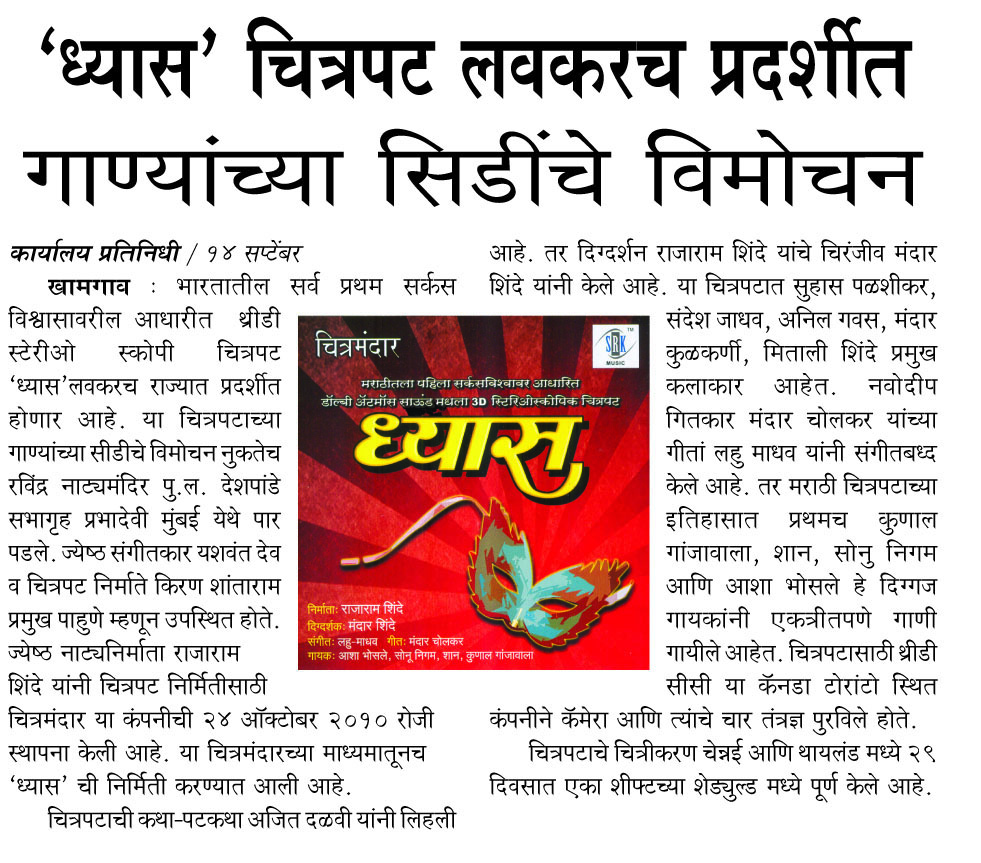 ‘ध्यास’ चित्रपट लवकरच प्रदर्शीत
गाण्यांच्या सिडींचे विमोचन
कार्यालय प्रतिनिधी / १४ सप्टेंबर
खामगाव : भारतातील सर्व प्रथम सर्कस
विश्वासावरील आधारीत थ्रीडी
स्टेरीओ स्कोपी चित्रपट
‘ध्यास’लवकरच राज्यात प्रदर्शीत
होणार आहे. या चित्रपटाच्या
गाण्यांच्या सीडीचे विमोचन नुकतेच
रविंद्र नाट्यमंदिर पु.ल. देशपांडे
सभागृह प्रभादेवी मुंबई येथे पार
पडले. ज्येष्ठ संगीतकार यशवंत देव
व चित्रपट निर्माते किरण शांताराम
प्रमुख पाहुणे म्हणून उपस्थित होते.
ज्येष्ठ नाट्यनिर्माता राजाराम
शिंदे यांनी चित्रपट निर्मितीसाठी
चित्रमंदार या कंपनीची २४ ऑक्टोबर २०१० रोजी
स्थापना केली आहे. या चित्रमंदारच्या माध्यमातूनच
‘ध्यास’ ची निर्मिती करण्यात आली आहे.
चित्रपटाची कथा-पटकथा अजित दळवी यांनी लिहली
आहे. तर दिग्दर्शन राजाराम शिंदे यांचे चिरंजीव मंदार
शिंदे यांनी केले आहे. या चित्रपटात सुहास पळशीकर,
संदेश जाधव, अनिल गवस, मंदार
कुळकर्णी, मिताली शिंदे प्रमुख
कलाकार आहेत. नवोदीप
गितकार मंदार चोलकर यांच्या
गीतां लहु माधव यांनी संगीतबध्द
केले आहे. तर मराठी चित्रपटाच्या
इतिहासात प्रथमच कुणाल
गांजावाला, शान, सोनु निगम
आणि आशा भोसले हे दिग्गज
गायकांनी एकत्रीतपणे गाणी
गायीले आहेत. चित्रपटासाठी थ्रीडी
सीसी या कॅनडा टोरांटो स्थित
कंपनीने कॅमेरा आणि त्यांचे चार तंत्रज्ञ पुरविले होते.
चित्रपटाचे चित्रीकरण चेन्नई आणि थायलंड मध्ये २९
दिवसात एका शीफ्टच्या शेड्युल्ड मध्ये पूर्ण केले आहे.
चित्रमंदार
SRK
TM
MUSIC
मराठीतला पहिला सर्कसविश्वावर आधारित
डॉल्बी ॲटमॉस साऊंड मधला 3D स्टिरिओस्कोपिक चित्रपट
ध्यास
निर्माता: राजाराम शिंदे
दिग्दर्शक: मंदार शिंदे
संगीत: लहु-माधव गीत: मंदार चोलकर
गायक: आशा भोसले, सोनु निगम, शान, कुणाल गांजावाला